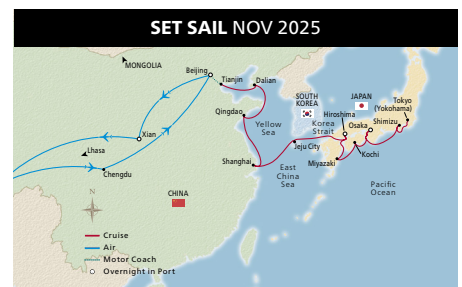 SET SAIL NOV 2025
MONGOLIA
Beijing
Tianjin
Dalian
SOUTH
KOREA
JAPAN
Tokyo
(Yokohama)
Qingdao
Hiroshima
Osaka
Shimizu
Yellow
Sea
Korea
Strait
Xian
Lhasa
Jeju City
Kochi
Shanghai
Miyazaki
Chengdu
East
China
Sea
Pacific
Ocean
N
CHINA
Cruise
Air
Motor Coach
Overnight in Port